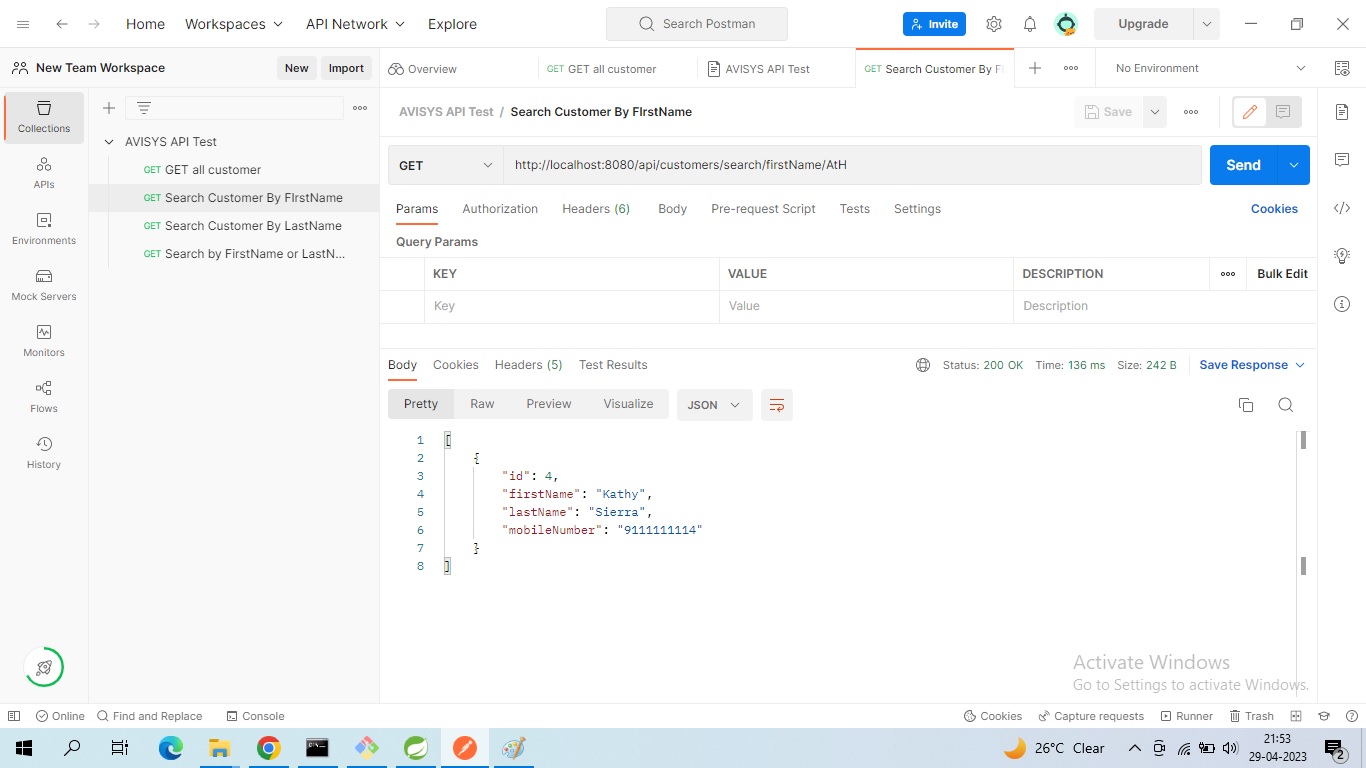 Home Workspaces API Network Explore Search Postman Invite Upgrade
New Team Workspace New Import Overview GET GET all customer AVISYS API Test GET Search Customer By FI No Environment
Collections
APIs
Environments
Mock Servers
Monitors
Flows
History
AVISYS API Test
GET GET all customer
GET Search Customer By FIrstName
GET Search Customer By LastName
GET Search by FirstName or LastN...
AVISYS API Test / Search Customer By FIrstName Save
GET http://localhost:8080/api/customers/search/firstName/AtH Send
Params Authorization Headers (6) Body Pre-request Script Tests Settings Cookies
Query Params
KEY VALUE DESCRIPTION Bulk Edit
Key Value Description
Body Cookies Headers (5) Test Results Status: 200 OK Time: 136 ms Size: 242 B Save Response
Pretty Raw Preview Visualize JSON
1 [
2 {
3 "id": 4,
4 "firstName": "Kathy",
5 "lastName": "Sierra",
6 "mobileNumber": "9111111114"
7 }
8 ]
Activate Windows
Go to Settings to activate Windows.
Online Find and Replace Console Cookies Capture requests Runner Trash
26°C Clear 21:53
29-04-2023 2